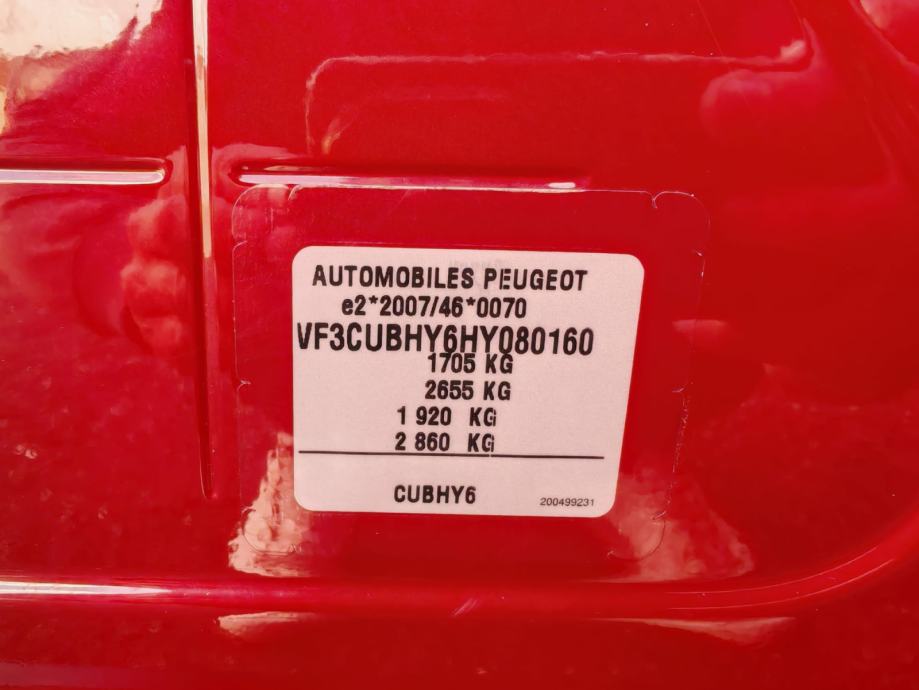 AUTOMOBILES PEUGEOT
e2*2007/46*0070
VF3CUBHY6HY080160
1705 KG
2655 KG
1 920 KG
2 860 KG
CUBHY6
200499231